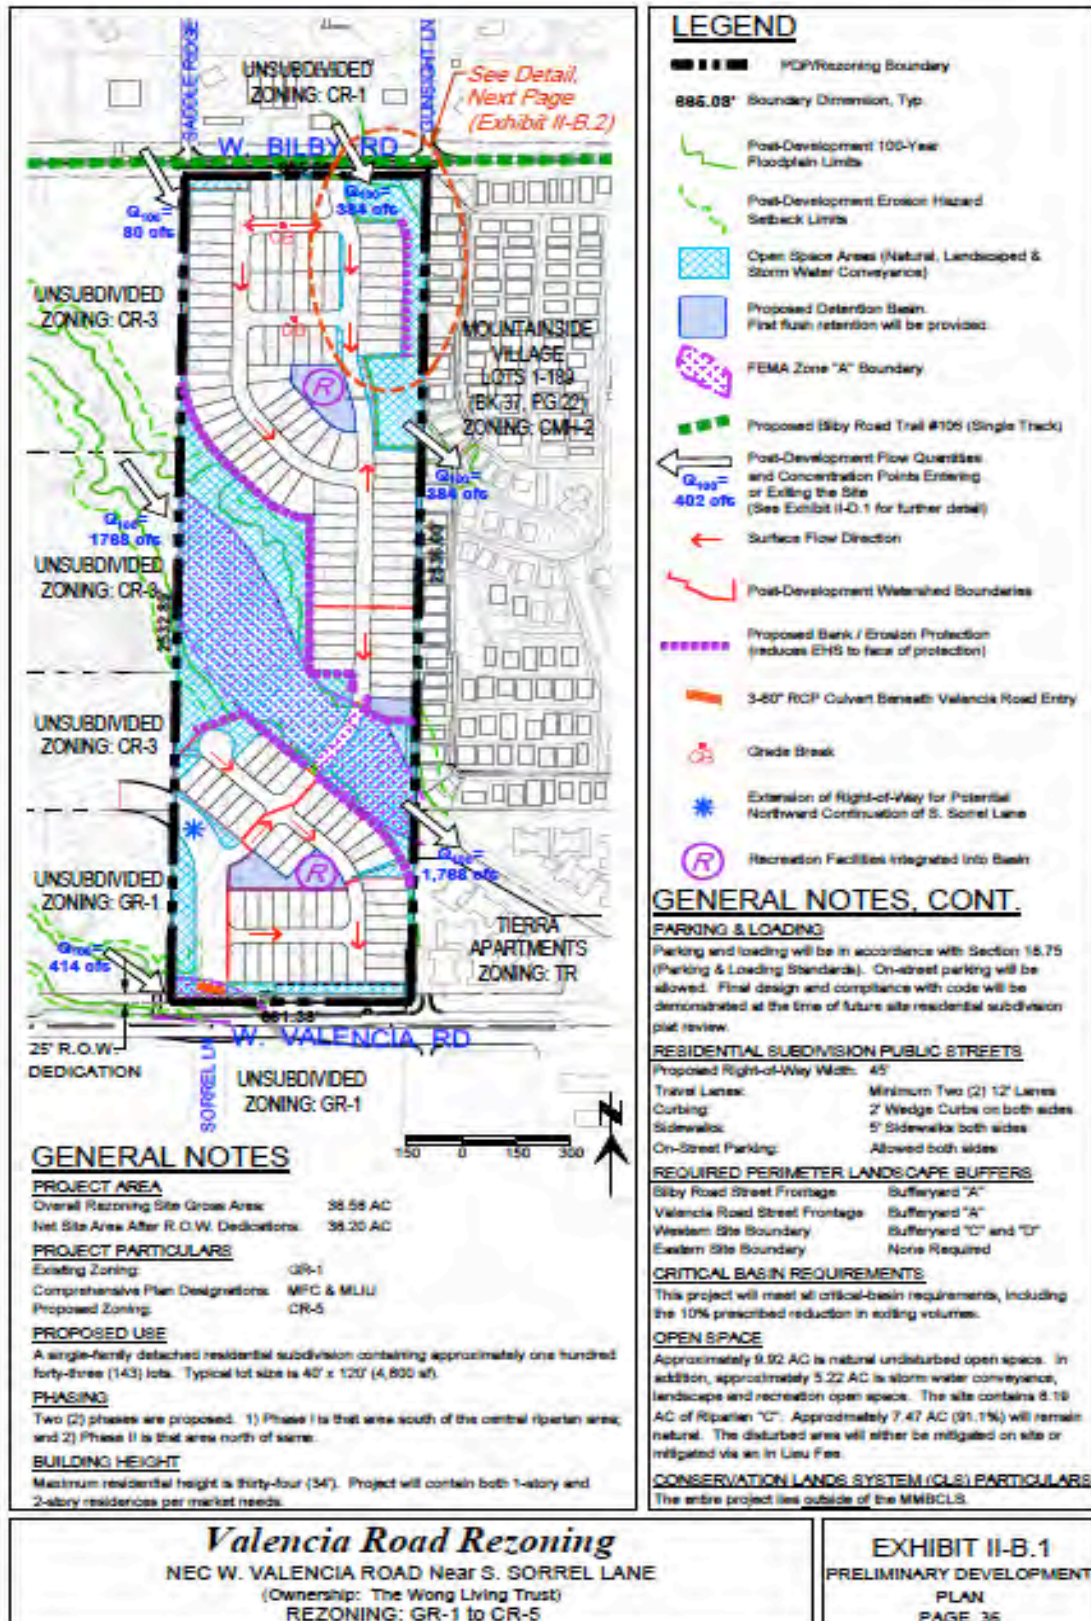 UNSUBDIVIDED
ZONING: CR-1
SADDLE RIDGE
GUNSIGHT LN
See Detail,
Next Page
(Exhibit II-B.2)
W. BILBY RD
Q100=
80 cfs
Q100=
384 cfs
GB
UNSUBDIVIDED
ZONING: CR-3
GB
MOUNTAINSIDE
VILLAGE
LOTS 1-189
(BK 37, PG 22)
ZONING: CMH-2
R
Q100=
384 cfs
Q100=
1768 cfs
UNSUBDIVIDED
ZONING: CR-3
UNSUBDIVIDED
ZONING: CR-3
UNSUBDIVIDED
ZONING: GR-1
R
Q100=
1,768 cfs
TIERRA
APARTMENTS
ZONING: TR
Q100=
414 cfs
661.38'
W. VALENCIA RD
25' R.O.W.
DEDICATION
SORREL LN
UNSUBDIVIDED
ZONING: GR-1
N
150 0 150 300
GENERAL NOTES
PROJECT AREA
Overall Rezoning Site Gross Area: 38.58 AC
Net Site Area After R.O.W. Dedications: 38.20 AC
PROJECT PARTICULARS
Existing Zoning: GR-1
Comprehensive Plan Designations: MFC & MLIU
Proposed Zoning: CR-5
PROPOSED USE
A single-family detached residential subdivision containing approximately one hundred
forty-three (143) lots. Typical lot size is 40' x 120' (4,800 sf).
PHASING
Two (2) phases are proposed. 1) Phase I is that area south of the central riparian area;
and 2) Phase II is that area north of same.
BUILDING HEIGHT
Maximum residential height is thirty-four (34'). Project will contain both 1-story and
2-story residences per market needs.
LEGEND
PDP/Rezoning Boundary
665.08' Boundary Dimension, Typ.
Post-Development 100-Year
Floodplain Limits
Post-Development Erosion Hazard
Setback Limits
Open Space Areas (Natural, Landscaped &
Storm Water Conveyance)
Proposed Detention Basin.
First flush retention will be provided.
FEMA Zone "A" Boundary
Proposed Bilby Road Trail #106 (Single Track)
Q100=
402 cfs
Post-Development Flow Quantities
and Concentration Points Entering
or Exiting the Site
(See Exhibit II-D.1 for further detail)
Surface Flow Direction
Post-Development Watershed Boundaries
Proposed Bank / Erosion Protection
(reduces EHS to face of protection)
3-60" RCP Culvert Beneath Valencia Road Entry
GB Grade Break
Extension of Right-of-Way for Potential
Northward Continuation of S. Sorrel Lane
R Recreation Facilities Integrated Into Basin
GENERAL NOTES, CONT.
PARKING & LOADING
Parking and loading will be in accordance with Section 18.75
(Parking & Loading Standards). On-street parking will be
allowed. Final design and compliance with code will be
demonstrated at the time of future site residential subdivision
plat review.
RESIDENTIAL SUBDIVISION PUBLIC STREETS
Proposed Right-of-Way Width: 45'
Travel Lanes: Minimum Two (2) 12' Lanes
Curbing: 2' Wedge Curbs on both sides
Sidewalks: 5' Sidewalks both sides
On-Street Parking: Allowed both sides
REQUIRED PERIMETER LANDSCAPE BUFFERS
Bilby Road Street Frontage Bufferyard "A"
Valencia Road Street Frontage Bufferyard "A"
Western Site Boundary Bufferyard "C" and "D"
Eastern Site Boundary None Required
CRITICAL BASIN REQUIREMENTS
This project will meet all critical-basin requirements, including
the 10% prescribed reduction in exiting volumes.
OPEN SPACE
Approximately 9.92 AC is natural undisturbed open space. In
addition, approximately 5.22 AC is storm water conveyance,
landscape and recreation open space. The site contains 8.19
AC of Riparian "C". Approximately 7.47 AC (91.1%) will remain
natural. The disturbed area will either be mitigated on site or
mitigated via an In Lieu Fee.
CONSERVATION LANDS SYSTEM (CLS) PARTICULARS
The entire project lies outside of the MMBCLS.
Valencia Road Rezoning
NEC W. VALENCIA ROAD Near S. SORREL LANE
(Ownership: The Wong Living Trust)
REZONING: GR-1 to CR-5
EXHIBIT II-B.1
PRELIMINARY DEVELOPMENT
PLAN
PAGE 35